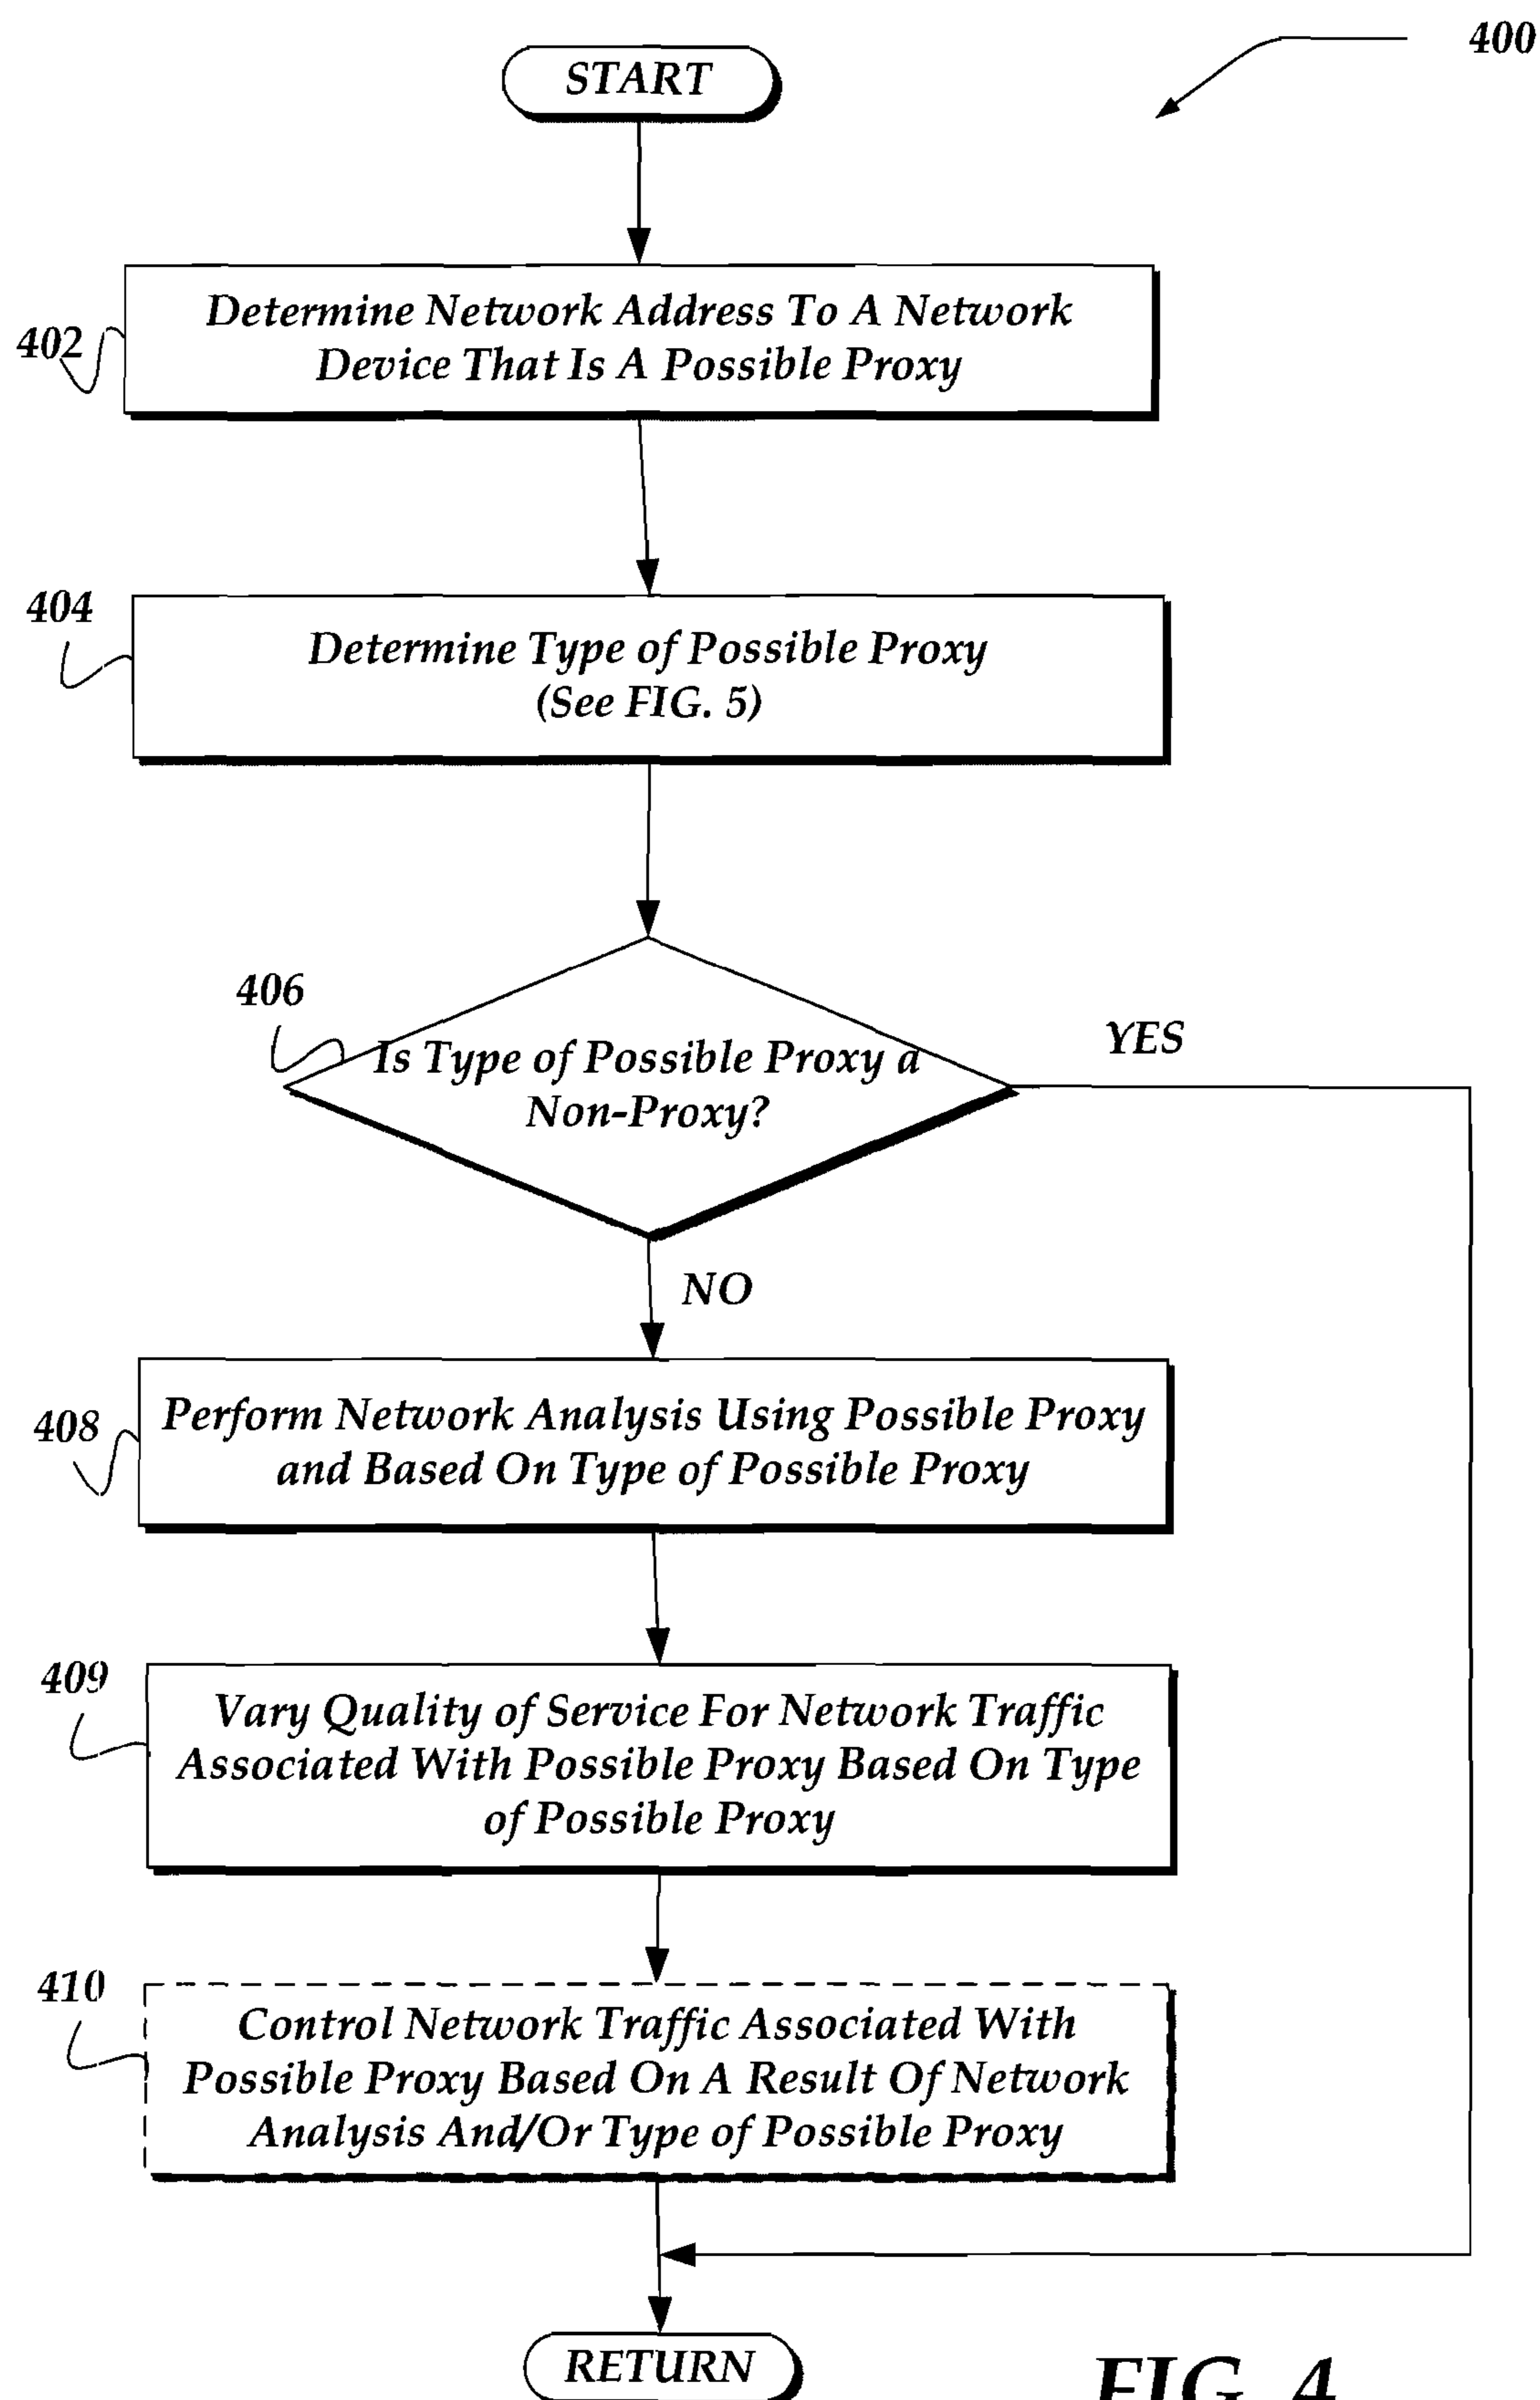 400
START
402
Determine Network Address To A Network
Device That Is A Possible Proxy
404
Determine Type of Possible Proxy
(See FIG. 5)
406
Is Type of Possible Proxy a
Non-Proxy?
YES
NO
408
Perform Network Analysis Using Possible Proxy
and Based On Type of Possible Proxy
409
Vary Quality of Service For Network Traffic
Associated With Possible Proxy Based On Type
of Possible Proxy
410
Control Network Traffic Associated With
Possible Proxy Based On A Result Of Network
Analysis And/Or Type of Possible Proxy
RETURN
FIG. 4